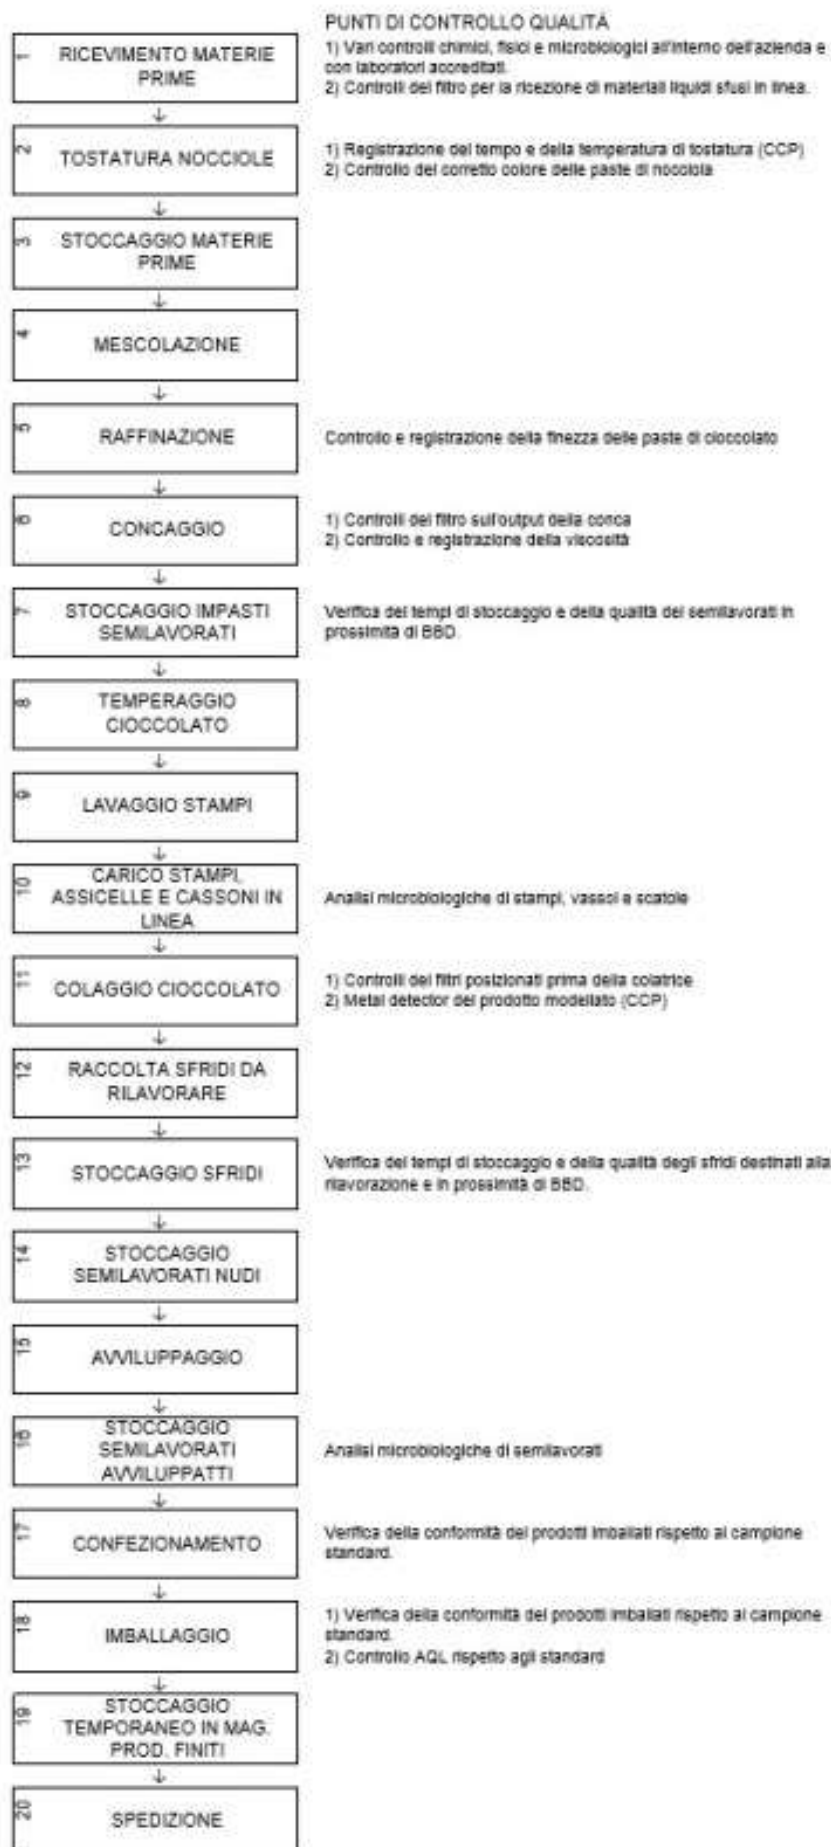 PUNTI DI CONTROLLO QUALITÀ
1
RICEVIMENTO MATERIE
PRIME
1) Vari controlli chimici, fisici e microbiologici all'interno dell'azienda e
con laboratori accreditati.
2) Controlli del filtro per la ricezione di materiali liquidi sfusi in linea.
2
TOSTATURA NOCCIOLE
1) Registrazione del tempo e della temperatura di tostatura (CCP)
2) Controllo del corretto colore delle paste di nocciola
3
STOCCAGGIO MATERIE
PRIME
4
MESCOLAZIONE
5
RAFFINAZIONE
Controllo e registrazione della finezza delle paste di cioccolato
6
CONCAGGIO
1) Controlli del filtro sull'output della conca
2) Controllo e registrazione della viscosità
7
STOCCAGGIO IMPASTI
SEMILAVORATI
Verifica dei tempi di stoccaggio e della qualità dei semilavorati in
prossimità di BBD.
8
TEMPERAGGIO
CIOCCOLATO
9
LAVAGGIO STAMPI
10
CARICO STAMPI,
ASSICELLE E CASSONI IN
LINEA
Analisi microbiologiche di stampi, vassoi e scatole
11
COLAGGIO CIOCCOLATO
1) Controlli dei filtri posizionati prima della colatrice
2) Metal detector del prodotto modellato (CCP)
12
RACCOLTA SFRIDI DA
RILAVORARE
13
STOCCAGGIO SFRIDI
Verifica dei tempi di stoccaggio e della qualità degli sfridi destinati alla
rilavorazione e in prossimità di BBD.
14
STOCCAGGIO
SEMILAVORATI NUDI
15
AVVILUPPAGGIO
16
STOCCAGGIO
SEMILAVORATI
AVVILUPPATTI
Analisi microbiologiche di semilavorati
17
CONFEZIONAMENTO
Verifica della conformità dei prodotti imballati rispetto al campione
standard.
18
IMBALLAGGIO
1) Verifica della conformità dei prodotti imballati rispetto al campione
standard.
2) Controllo AQL rispetto agli standard
19
STOCCAGGIO
TEMPORANEO IN MAG.
PROD. FINITI
20
SPEDIZIONE